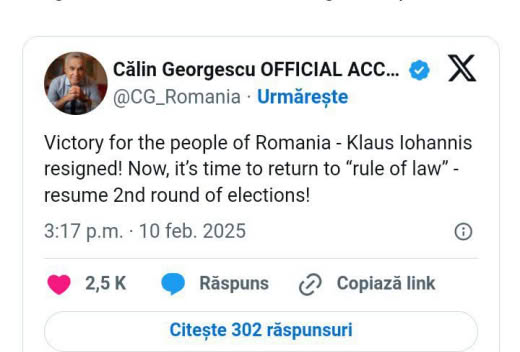 Călin Georgescu OFFICIAL ACC...
@CG_Romania · Urmărește
Victory for the people of Romania - Klaus Iohannis
resigned! Now, it’s time to return to “rule of law” -
resume 2nd round of elections!
3:17 p.m. · 10 feb. 2025
2,5 K Răspuns Copiază link
Citește 302 răspunsuri